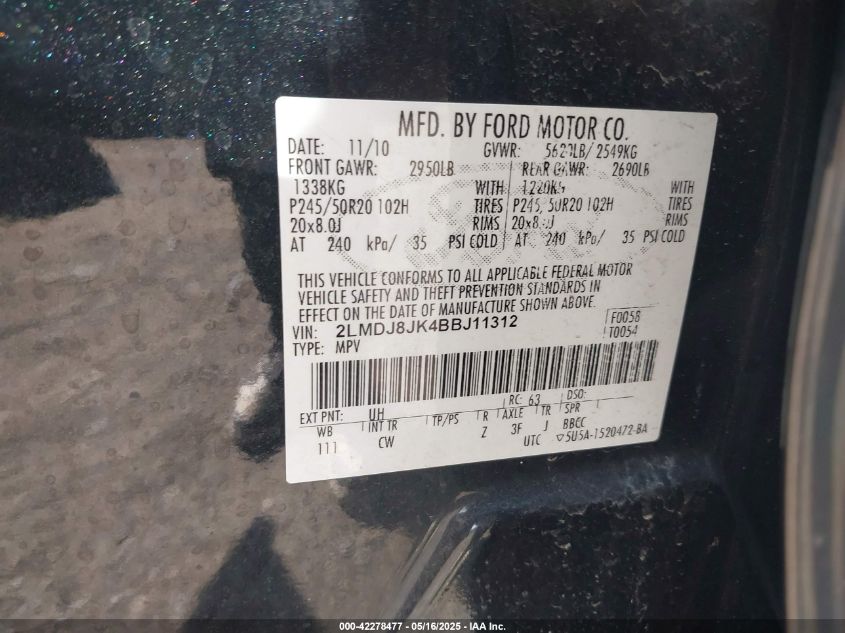 MFD. BY FORD MOTOR CO.
DATE: 11/10 GVWR: LB/ 2549KG
FRONT GAWR: 2950LB REAR GAWR: 2690LB
1338KG WITH 1220KG WITH
P245/50R20 102H TIRES P245/50R20 102H TIRES
20x8.0J RIMS 20x8.0J RIMS
AT 240 kPa/ 35 PSI COLD AT 240 kPa/ 35 PSI COLD
THIS VEHICLE CONFORMS TO ALL APPLICABLE FEDERAL MOTOR
VEHICLE SAFETY AND THEFT PREVENTION STANDARDS IN
EFFECT ON THE DATE OF MANUFACTURE SHOWN ABOVE.
VIN: 2LMDJ8JK4BBJ11312 F0058
TYPE: MPV T0054
EXT PNT: UH RC: 63 DSO:
WB INT TR TP/PS R AXLE TR SPR
111 CW Z 3F J BBCC
UTC ▽5U5A-1520472-BA
000-42278477 - 05/16/2025 - IAA Inc.